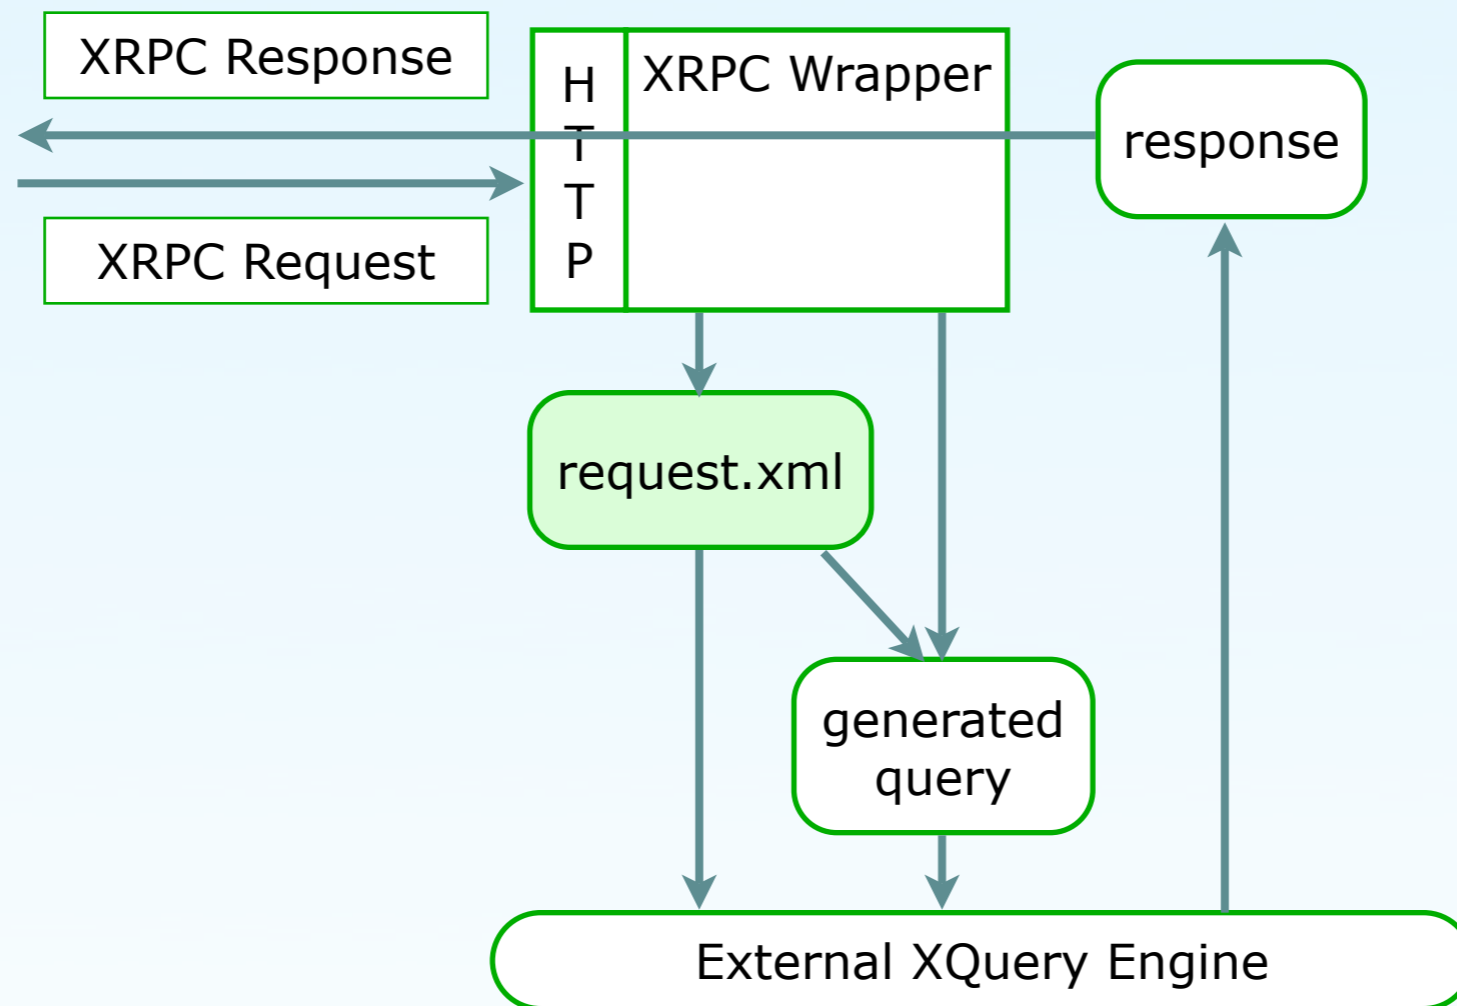 XRPC Response
XRPC Request
H
T
T
P
XRPC Wrapper
response
request.xml
generated
query
External XQuery Engine